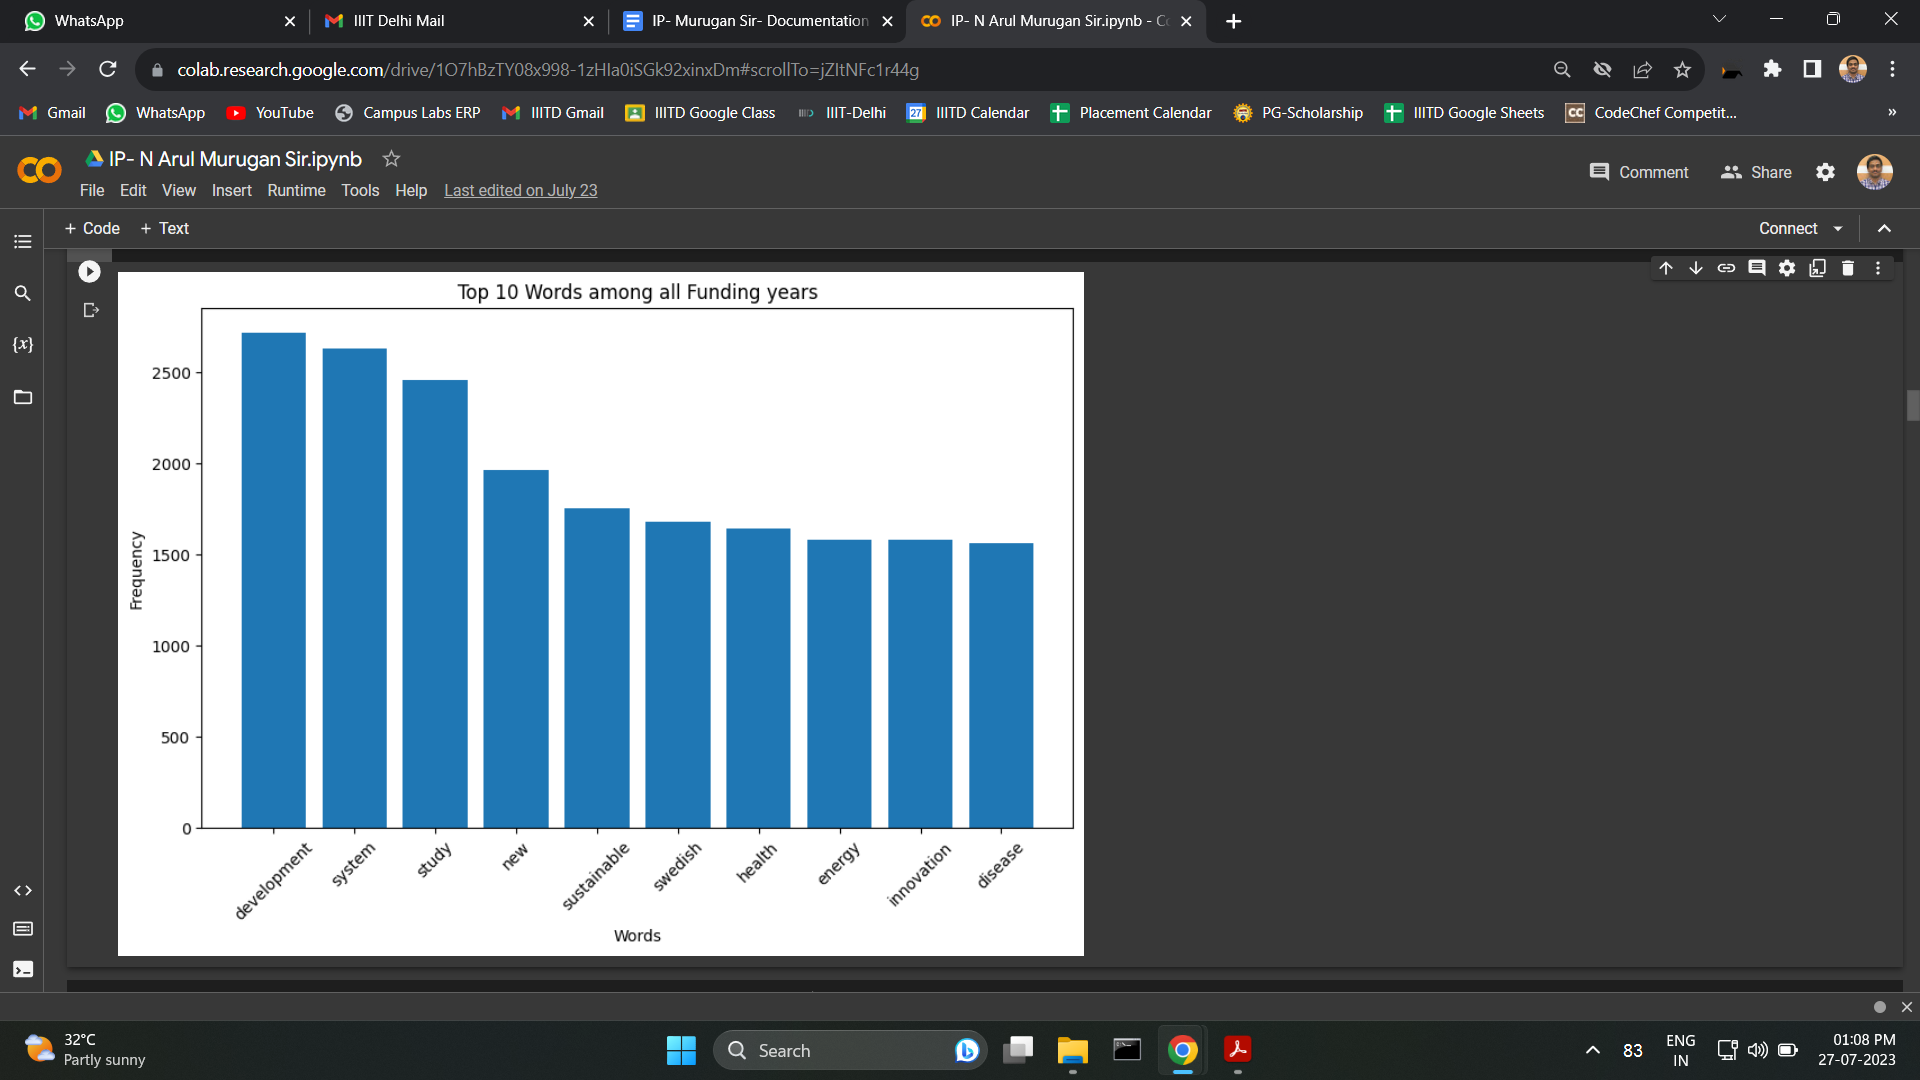 WhatsApp
IIIT Delhi Mail
IP- Murugan Sir- Documentation
IP- N Arul Murugan Sir.ipynb - Co
colab.research.google.com/drive/1O7hBzTY08x998-1zHIa0iSGk92xinxDm#scrollTo=jZItNFc1r44g
Gmail
WhatsApp
YouTube
Campus Labs ERP
IIITD Gmail
IIITD Google Class
IIIT-Delhi
27
IIITD Calendar
Placement Calendar
PG-Scholarship
IIITD Google Sheets
CC
CodeChef Competit...
»
IP- N Arul Murugan Sir.ipynb
File Edit View Insert Runtime Tools Help Last edited on July 23
Comment
Share
+ Code + Text
Connect
{x}
Top 10 Words among all Funding years
Frequency
2500
2000
1500
1000
500
0
development
system
study
new
sustainable
swedish
health
energy
innovation
disease
Words
32°C
Partly sunny
Search
83
ENG
IN
01:08 PM
27-07-2023